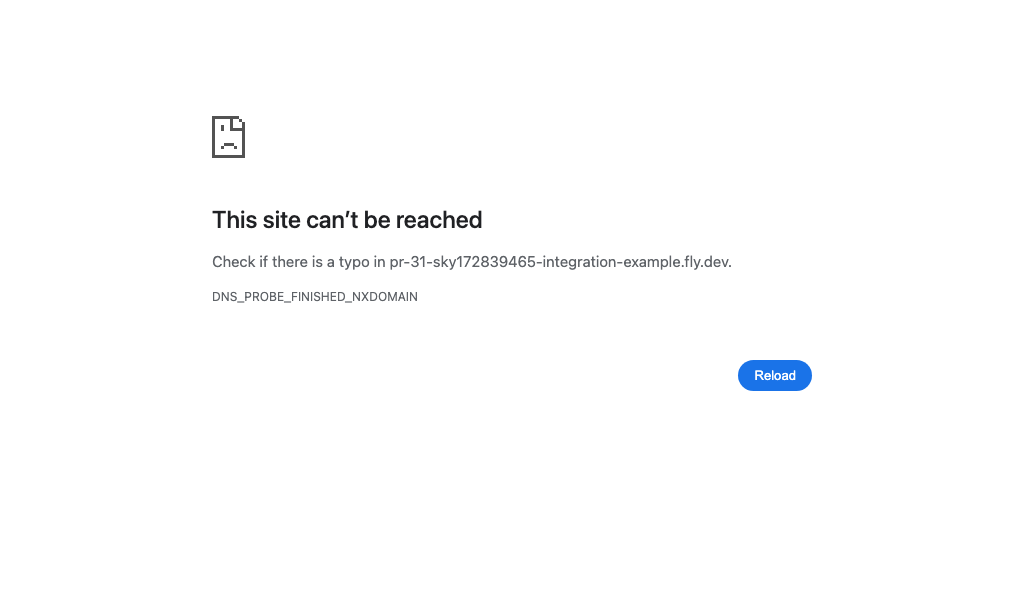 This site can’t be reached
Check if there is a typo in pr-31-sky172839465-integration-example.fly.dev.
DNS_PROBE_FINISHED_NXDOMAIN
Reload